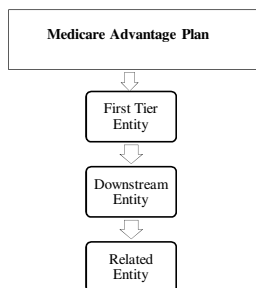 Medicare Advantage Plan
First Tier
Entity
Downstream
Entity
Related
Entity